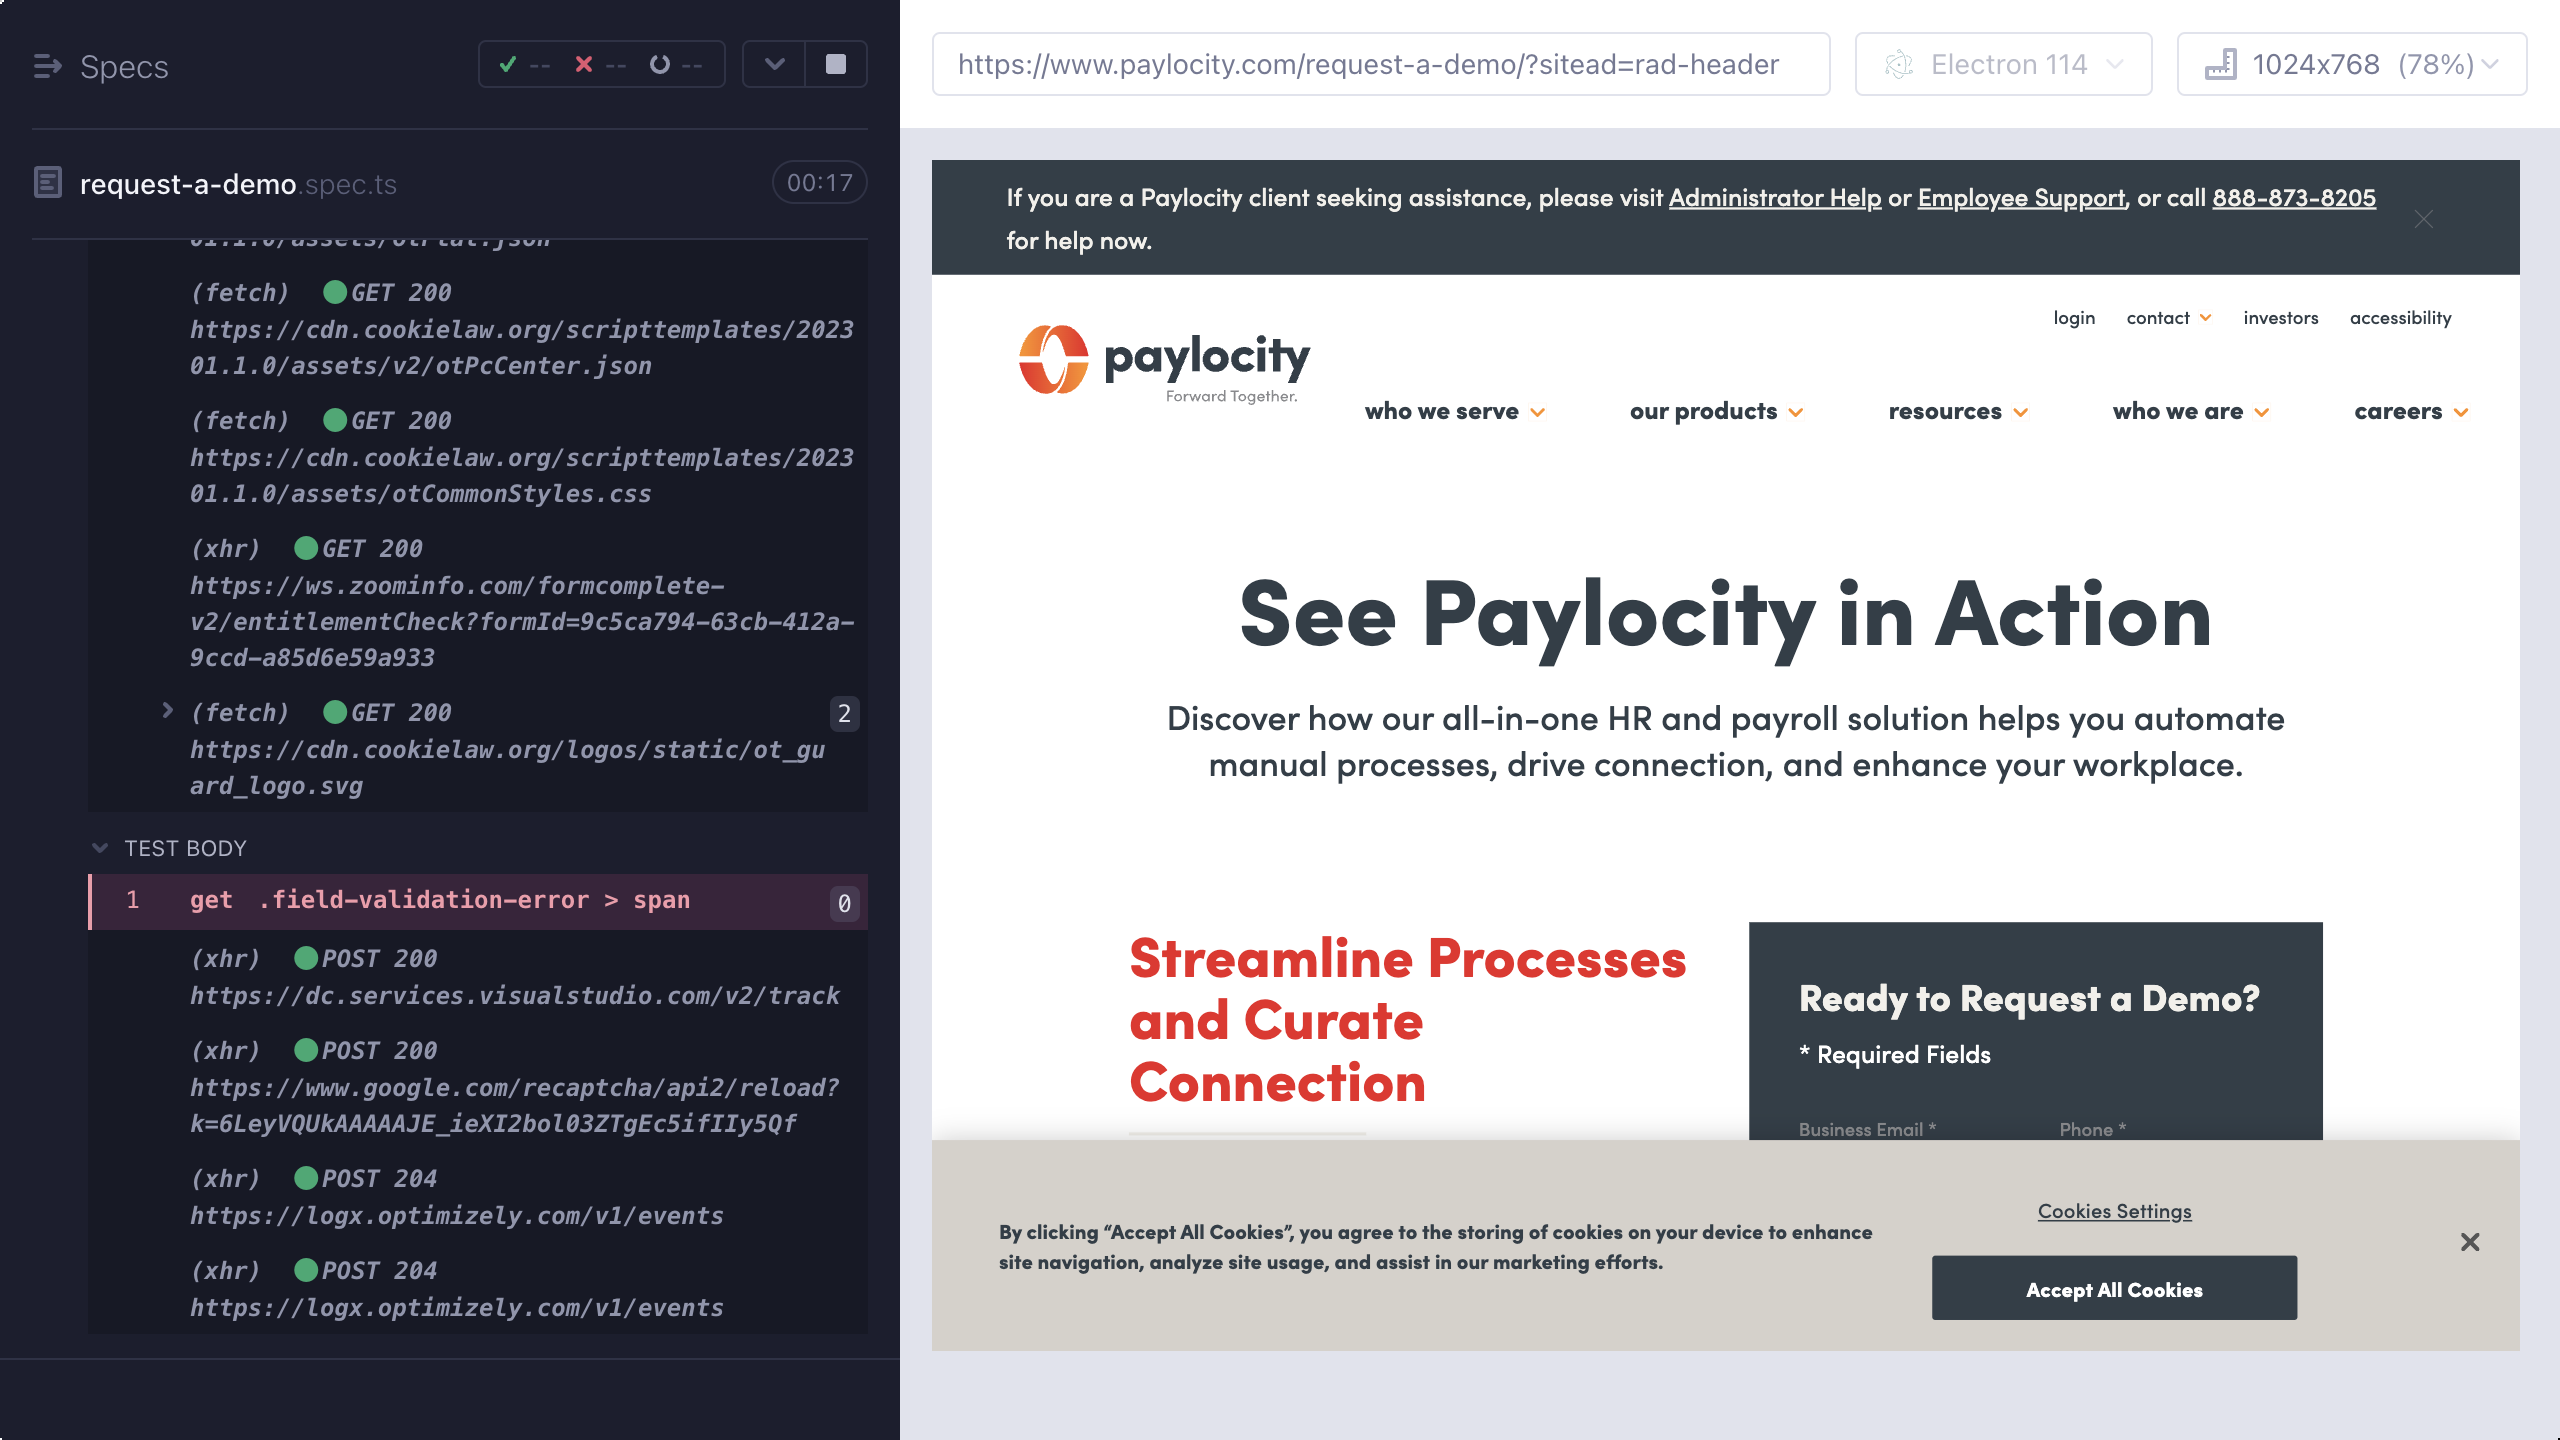 Specs
-- -- --
request-a-demo.spec.ts 00:17
01.1.0/assets/otFlat.json
(fetch) GET 200
https://cdn.cookielaw.org/scripttemplates/2023
01.1.0/assets/v2/otPcCenter.json
(fetch) GET 200
https://cdn.cookielaw.org/scripttemplates/2023
01.1.0/assets/otCommonStyles.css
(xhr) GET 200
https://ws.zoominfo.com/formcomplete-
v2/entitlementCheck?formId=9c5ca794-63cb-412a-
9ccd-a85d6e59a933
(fetch) GET 200 2
https://cdn.cookielaw.org/logos/static/ot_gu
ard_logo.svg
TEST BODY
1 get .field-validation-error > span 0
(xhr) POST 200
https://dc.services.visualstudio.com/v2/track
(xhr) POST 200
https://www.google.com/recaptcha/api2/reload?
k=6LeyVQUkAAAAAJE_ieXI2bol03ZTgEc5ifIIy5Qf
(xhr) POST 204
https://logx.optimizely.com/v1/events
(xhr) POST 204
https://logx.optimizely.com/v1/events
https://www.paylocity.com/request-a-demo/?sitead=rad-header
Electron 114
1024x768 (78%)
If you are a Paylocity client seeking assistance, please visit Administrator Help or Employee Support, or call 888-873-8205
for help now.
login contact investors accessibility
paylocity
Forward Together.
who we serve our products resources who we are careers
See Paylocity in Action
Discover how our all-in-one HR and payroll solution helps you automate
manual processes, drive connection, and enhance your workplace.
Streamline Processes
and Curate
Connection
Ready to Request a Demo?
* Required Fields
Business Email * Phone *
By clicking “Accept All Cookies”, you agree to the storing of cookies on your device to enhance
site navigation, analyze site usage, and assist in our marketing efforts.
Cookies Settings
Accept All Cookies